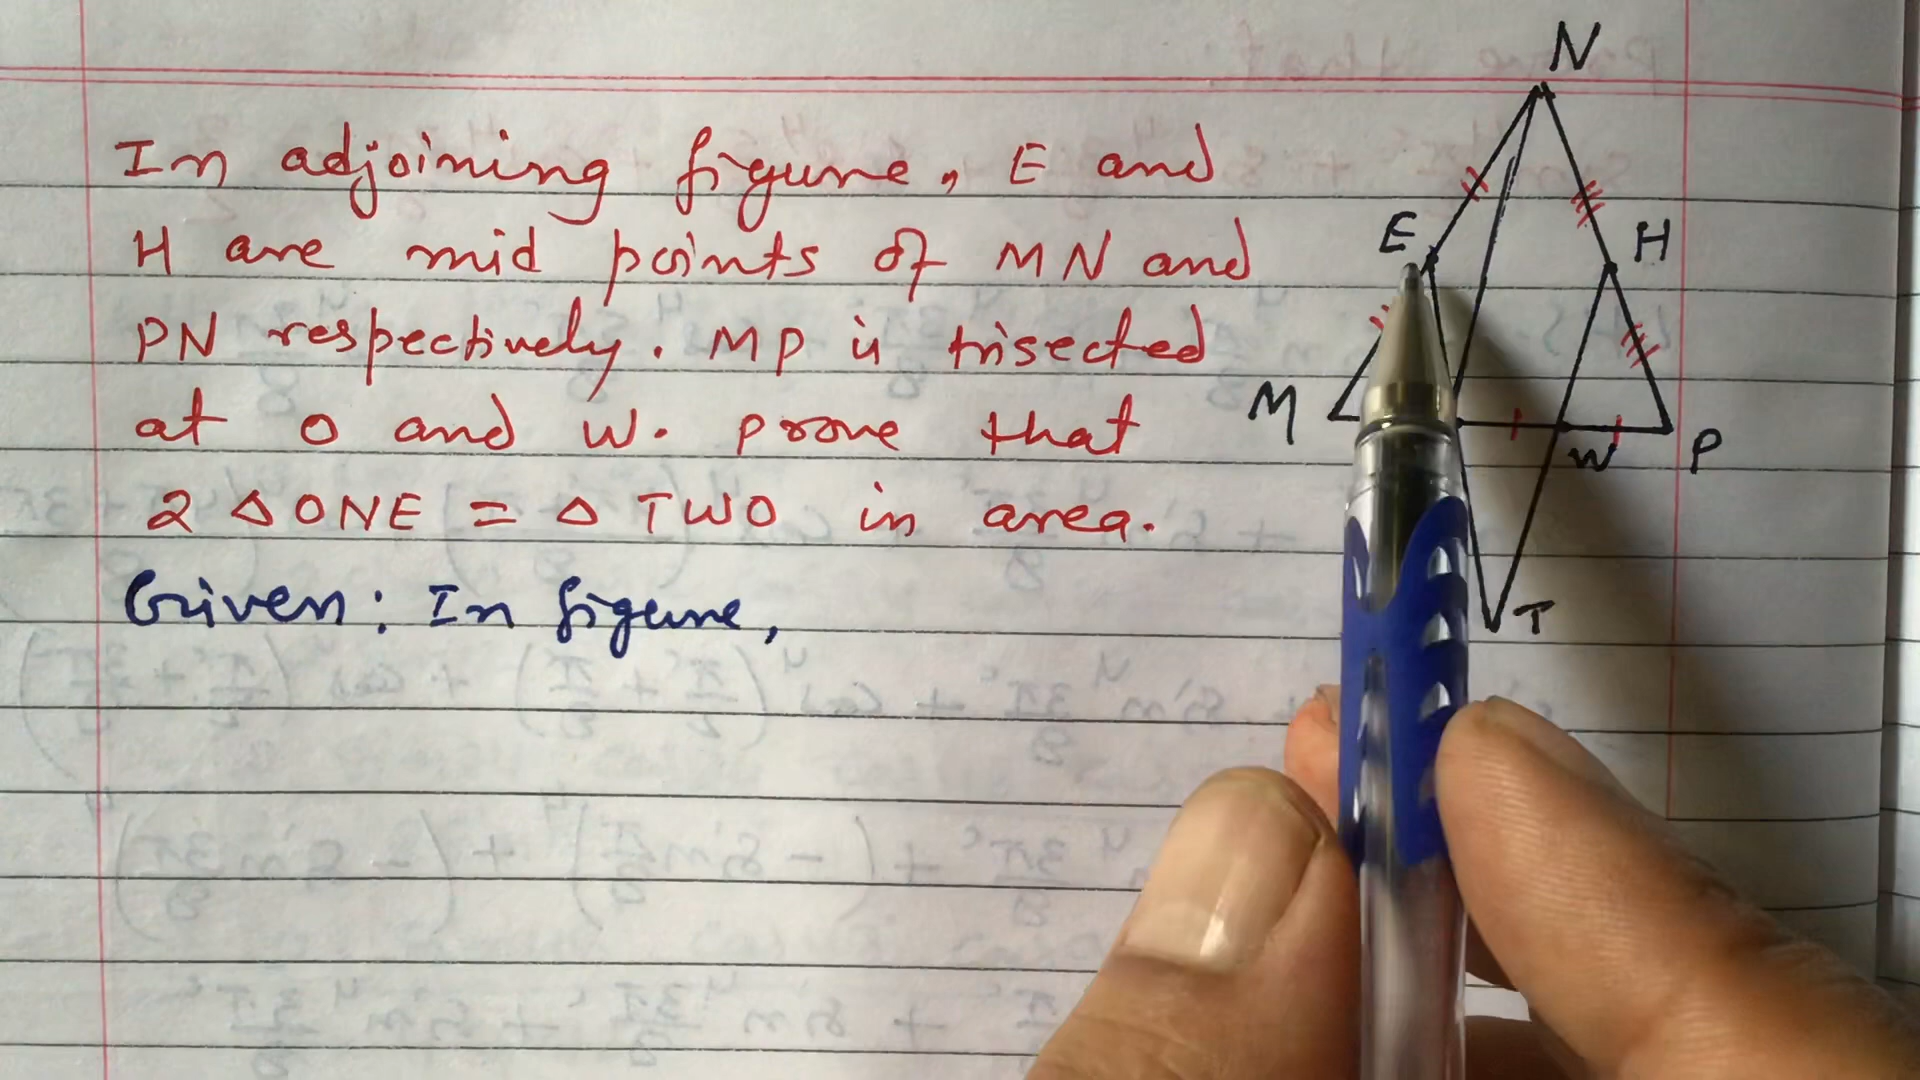 In adjoining figure, E and
H are mid points of MN and
PN respectively. MP is trisected
at O and W. prove that
2 △ ONE = △ TWO in area.
Given: In figure,
N
E
H
M
W
P
T